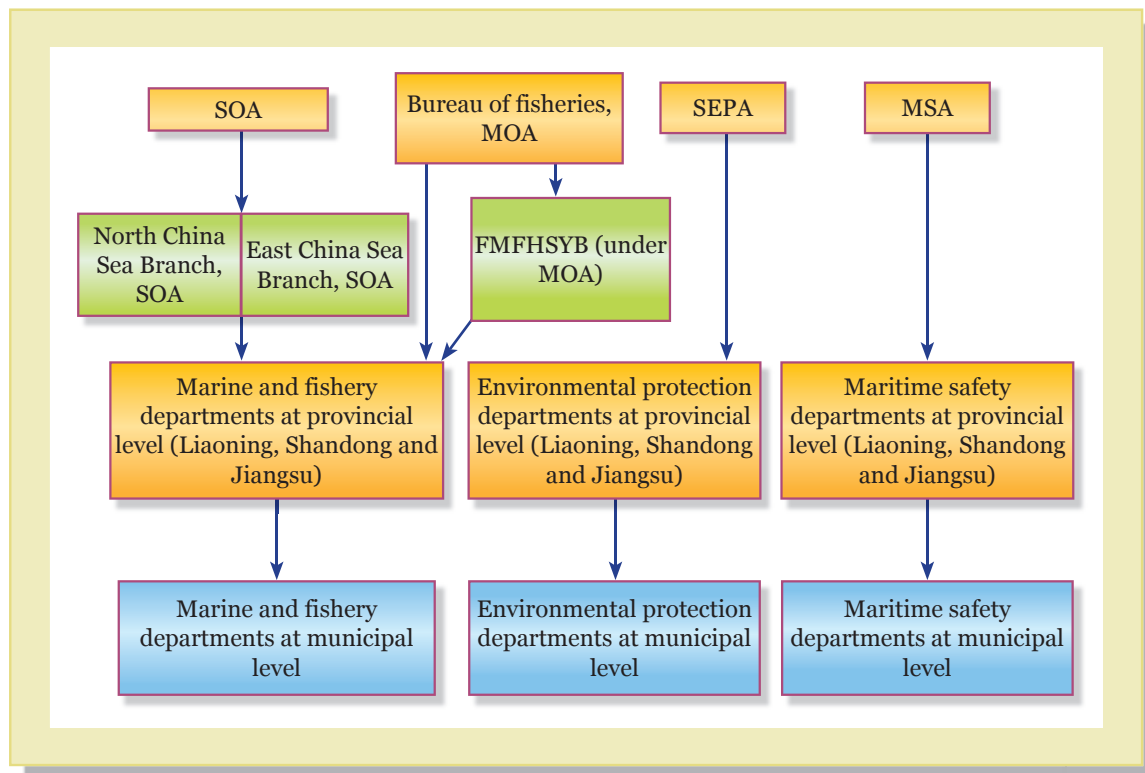 SOA
Bureau of fisheries,
MOA
SEPA
MSA
North China
Sea Branch,
SOA
East China Sea
Branch, SOA
FMFHSYB (under
MOA)
Marine and fishery
departments at provincial
level (Liaoning, Shandong and
Jiangsu)
Environmental protection
departments at provincial
level (Liaoning, Shandong
and Jiangsu)
Maritime safety
departments at provincial
level (Liaoning, Shandong
and Jiangsu)
Marine and fishery
departments at municipal
level
Environmental protection
departments at municipal
level
Maritime safety
departments at municipal
level